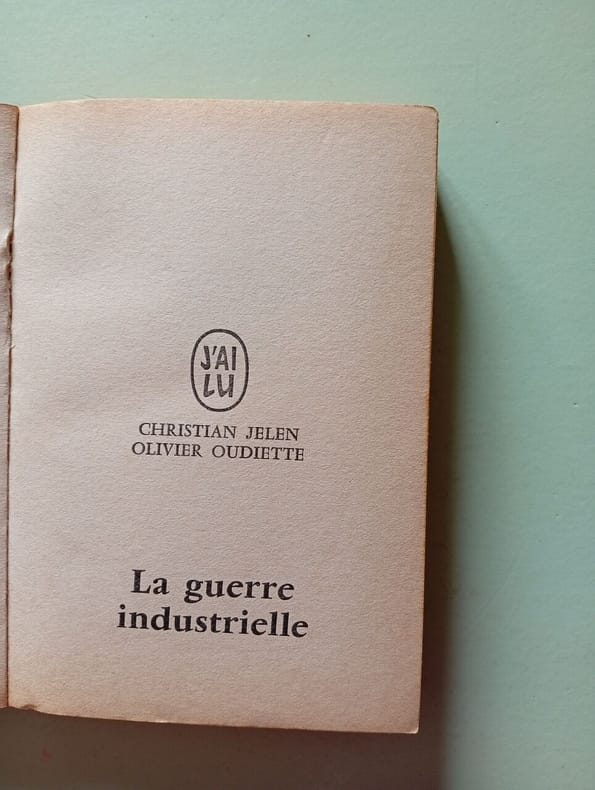 J'AI
LU
CHRISTIAN JELEN
OLIVIER OUDIETTE
La guerre
industrielle